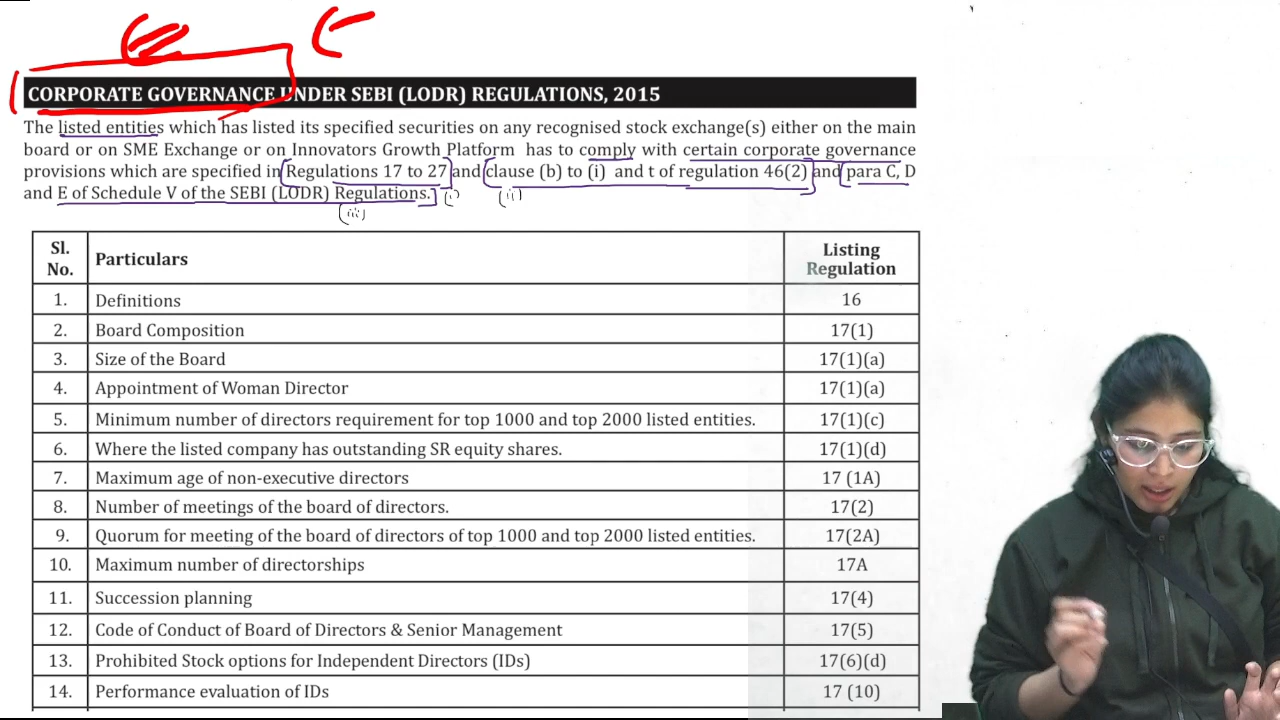 CORPORATE GOVERNANCE UNDER SEBI (LODR) REGULATIONS, 2015
The listed entities which has listed its specified securities on any recognised stock exchange(s) either on the main
board or on SME Exchange or on Innovators Growth Platform has to comply with certain corporate governance
provisions which are specified in Regulations 17 to 27 and clause (b) to (i) and t of regulation 46(2) and para C, D
and E of Schedule V of the SEBI (LODR) Regulations.
(i) (ii)
(iii)
Sl. No. Particulars Listing Regulation
1. Definitions 16
2. Board Composition 17(1)
3. Size of the Board 17(1)(a)
4. Appointment of Woman Director 17(1)(a)
5. Minimum number of directors requirement for top 1000 and top 2000 listed entities. 17(1)(c)
6. Where the listed company has outstanding SR equity shares. 17(1)(d)
7. Maximum age of non-executive directors 17 (1A)
8. Number of meetings of the board of directors. 17(2)
9. Quorum for meeting of the board of directors of top 1000 and top 2000 listed entities. 17(2A)
10. Maximum number of directorships 17A
11. Succession planning 17(4)
12. Code of Conduct of Board of Directors & Senior Management 17(5)
13. Prohibited Stock options for Independent Directors (IDs) 17(6)(d)
14. Performance evaluation of IDs 17 (10)